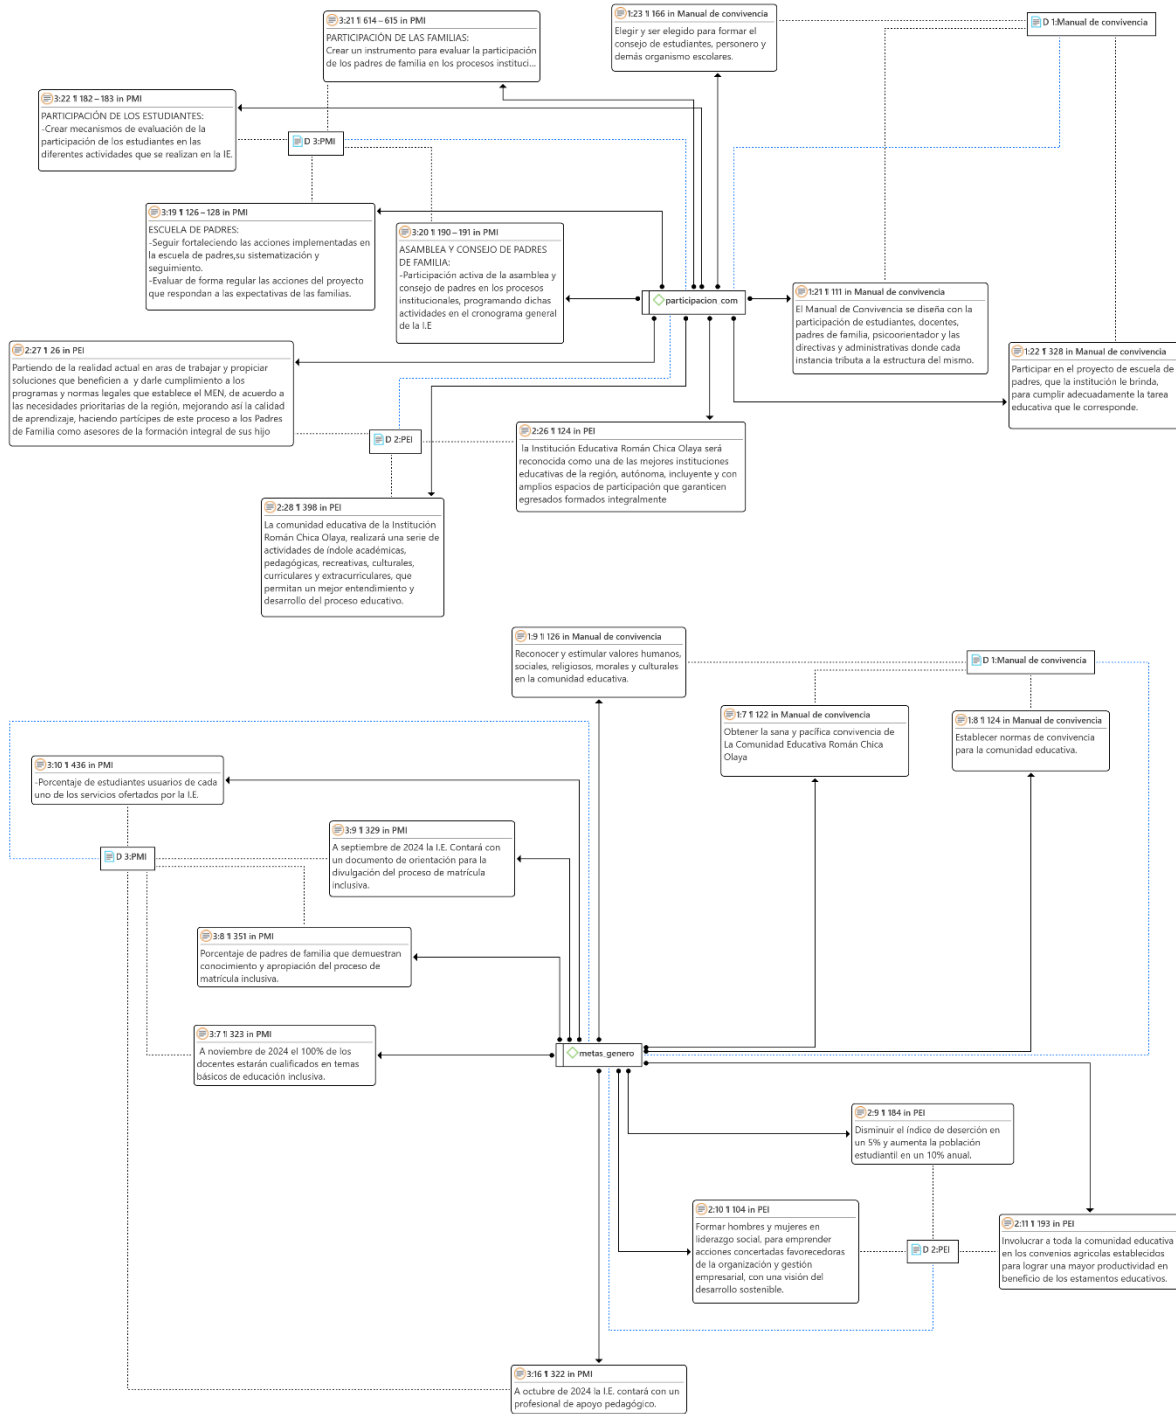 3:21 ¶ 614 – 615 in PMI
PARTICIPACIÓN DE LAS FAMILIAS:
Crear un instrumento para evaluar la participación
de los padres de familia en los procesos instituci...
1:23 ¶ 166 in Manual de convivencia
Elegir y ser elegido para formar el
consejo de estudiantes, personero y
demás organismo escolares.
D 1:Manual de convivencia
3:22 ¶ 182 – 183 in PMI
PARTICIPACIÓN DE LOS ESTUDIANTES:
-Crear mecanismos de evaluación de la
participación de los estudiantes en las
diferentes actividades que se realizan en la IE.
D 3:PMI
3:19 ¶ 126 – 128 in PMI
ESCUELA DE PADRES:
-Seguir fortaleciendo las acciones implementadas en
la escuela de padres,su sistematización y
seguimiento.
-Evaluar de forma regular las acciones del proyecto
que respondan a las expectativas de las familias.
3:20 ¶ 190 – 191 in PMI
ASAMBLEA Y CONSEJO DE PADRES
DE FAMILIA:
-Participación activa de la asamblea y
consejo de padres en los procesos
institucionales, programando dichas
actividades en el cronograma general
de la I.E
participacion_com
1:21 ¶ 111 in Manual de convivencia
El Manual de Convivencia se diseña con la
participación de estudiantes, docentes,
padres de familia, psicoorientador y las
directivas y administrativas donde cada
instancia tributa a la estructura del mismo.
1:22 ¶ 328 in Manual de convivencia
Participar en el proyecto de escuela de
padres, que la institución le brinda,
para cumplir adecuadamente la tarea
educativa que le corresponde.
2:27 ¶ 26 in PEI
Partiendo de la realidad actual en aras de trabajar y propiciar
soluciones que beneficien a y darle cumplimiento a los
programas y normas legales que establece el MEN, de acuerdo a
las necesidades prioritarias de la región, mejorando así la calidad
de aprendizaje, haciendo partícipes de este proceso a los Padres
de Familia como asesores de la formación integral de sus hijo
D 2:PEI
2:26 ¶ 124 in PEI
la Institución Educativa Román Chica Olaya será
reconocida como una de las mejores instituciones
educativas de la región, autónoma, incluyente y con
amplios espacios de participación que garanticen
egresados formados integralmente
2:28 ¶ 398 in PEI
La comunidad educativa de la Institución
Román Chica Olaya, realizará una serie de
actividades de índole académicas,
pedagógicas, recreativas, culturales,
curriculares y extracurriculares, que
permitan un mejor entendimiento y
desarrollo del proceso educativo.
1:9 ¶ 126 in Manual de convivencia
Reconocer y estimular valores humanos,
sociales, religiosos, morales y culturales
en la comunidad educativa.
D 1:Manual de convivencia
1:7 ¶ 122 in Manual de convivencia
Obtener la sana y pacífica convivencia de
La Comunidad Educativa Román Chica
Olaya
1:8 ¶ 124 in Manual de convivencia
Establecer normas de convivencia
para la comunidad educativa.
3:10 ¶ 436 in PMI
-Porcentaje de estudiantes usuarios de cada
uno de los servicios ofertados por la I.E.
3:9 ¶ 329 in PMI
A septiembre de 2024 la I.E. Contará con
un documento de orientación para la
divulgación del proceso de matrícula
inclusiva.
D 3:PMI
3:8 ¶ 351 in PMI
Porcentaje de padres de familia que demuestran
conocimiento y apropiación del proceso de
matrícula inclusiva.
3:7 ¶ 323 in PMI
A noviembre de 2024 el 100% de los
docentes estarán cualificados en temas
básicos de educación inclusiva.
metas_genero
2:9 ¶ 184 in PEI
Disminuir el índice de deserción en
un 5% y aumenta la población
estudiantil en un 10% anual.
2:10 ¶ 104 in PEI
Formar hombres y mujeres en
liderazgo social, para emprender
acciones concertadas favorecedoras
de la organización y gestión
empresarial, con una visión del
desarrollo sostenible.
D 2:PEI
2:11 ¶ 193 in PEI
Involucrar a toda la comunidad educativa
en los convenios agrícolas establecidos
para lograr una mayor productividad en
beneficio de los estamentos educativos.
3:16 ¶ 322 in PMI
A octubre de 2024 la I.E. contará con un
profesional de apoyo pedagógico.